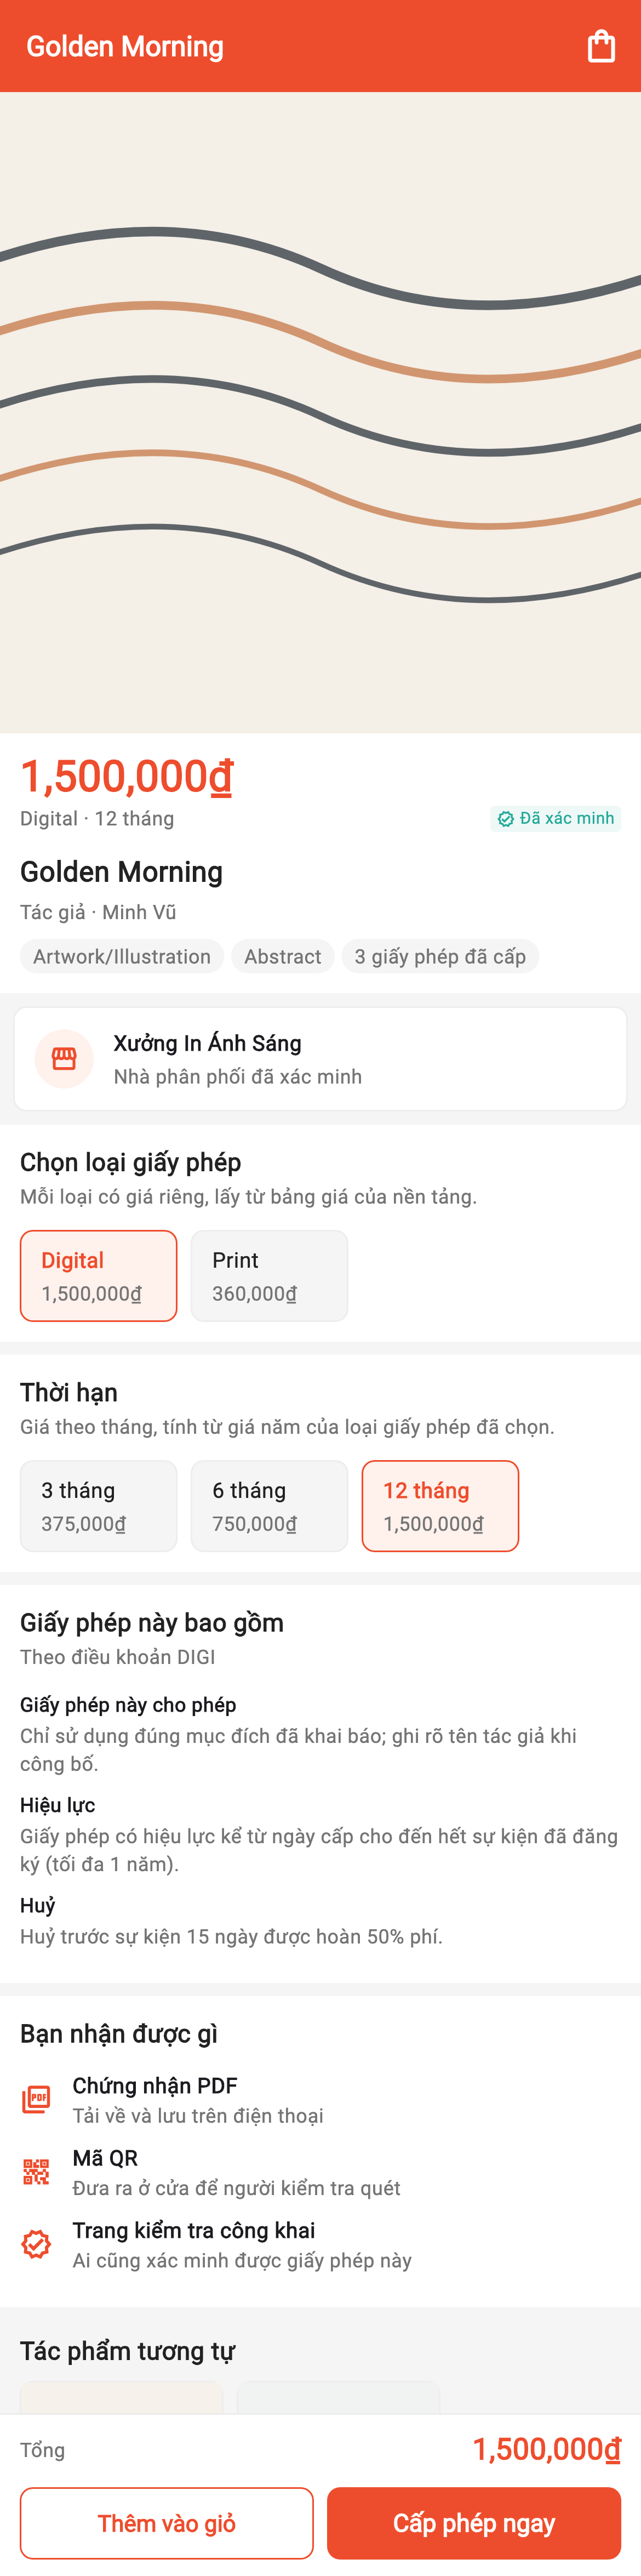 Golden Morning
1,500,000₫
Digital · 12 tháng
Đã xác minh
Golden Morning
Tác giả · Minh Vũ
Artwork/Illustration
Abstract
3 giấy phép đã cấp
Xưởng In Ánh Sáng
Nhà phân phối đã xác minh
Chọn loại giấy phép
Mỗi loại có giá riêng, lấy từ bảng giá của nền tảng.
Digital
1,500,000₫
Print
360,000₫
Thời hạn
Giá theo tháng, tính từ giá năm của loại giấy phép đã chọn.
3 tháng
375,000₫
6 tháng
750,000₫
12 tháng
1,500,000₫
Giấy phép này bao gồm
Theo điều khoản DIGI
Giấy phép này cho phép
Chỉ sử dụng đúng mục đích đã khai báo; ghi rõ tên tác giả khi
công bố.
Hiệu lực
Giấy phép có hiệu lực kể từ ngày cấp cho đến hết sự kiện đã đăng
ký (tối đa 1 năm).
Huỷ
Huỷ trước sự kiện 15 ngày được hoàn 50% phí.
Bạn nhận được gì
PDF
Chứng nhận PDF
Tải về và lưu trên điện thoại
Mã QR
Đưa ra ở cửa để người kiểm tra quét
Trang kiểm tra công khai
Ai cũng xác minh được giấy phép này
Tác phẩm tương tự
Tổng
1,500,000₫
Thêm vào giỏ
Cấp phép ngay